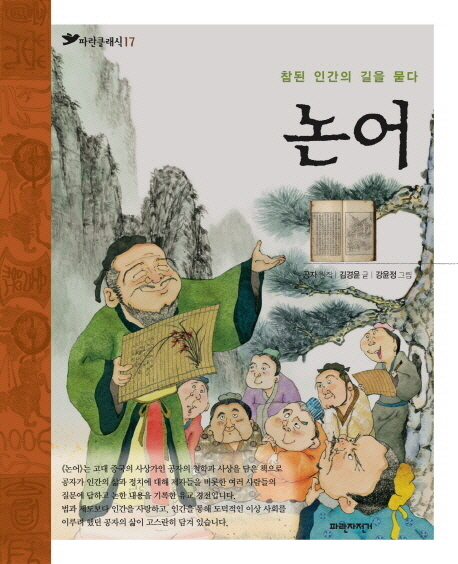 파란클래식17
참된 인간의 길을 묻다
논어
공자 원작 | 김경윤 글 | 강윤정 그림
《논어》는 고대 중국의 사상가인 공자의 철학과 사상을 담은 책으로
공자가 인간의 삶과 정치에 대해 제자들을 비롯한 여러 사람들의
질문에 답하고 논한 내용을 기록한 유교 경전입니다.
법과 제도보다 인간을 사랑하고, 인간을 통해 도덕적인 이상 사회를
이루려 했던 공자의 삶이 고스란히 담겨 있습니다.
파란자전거